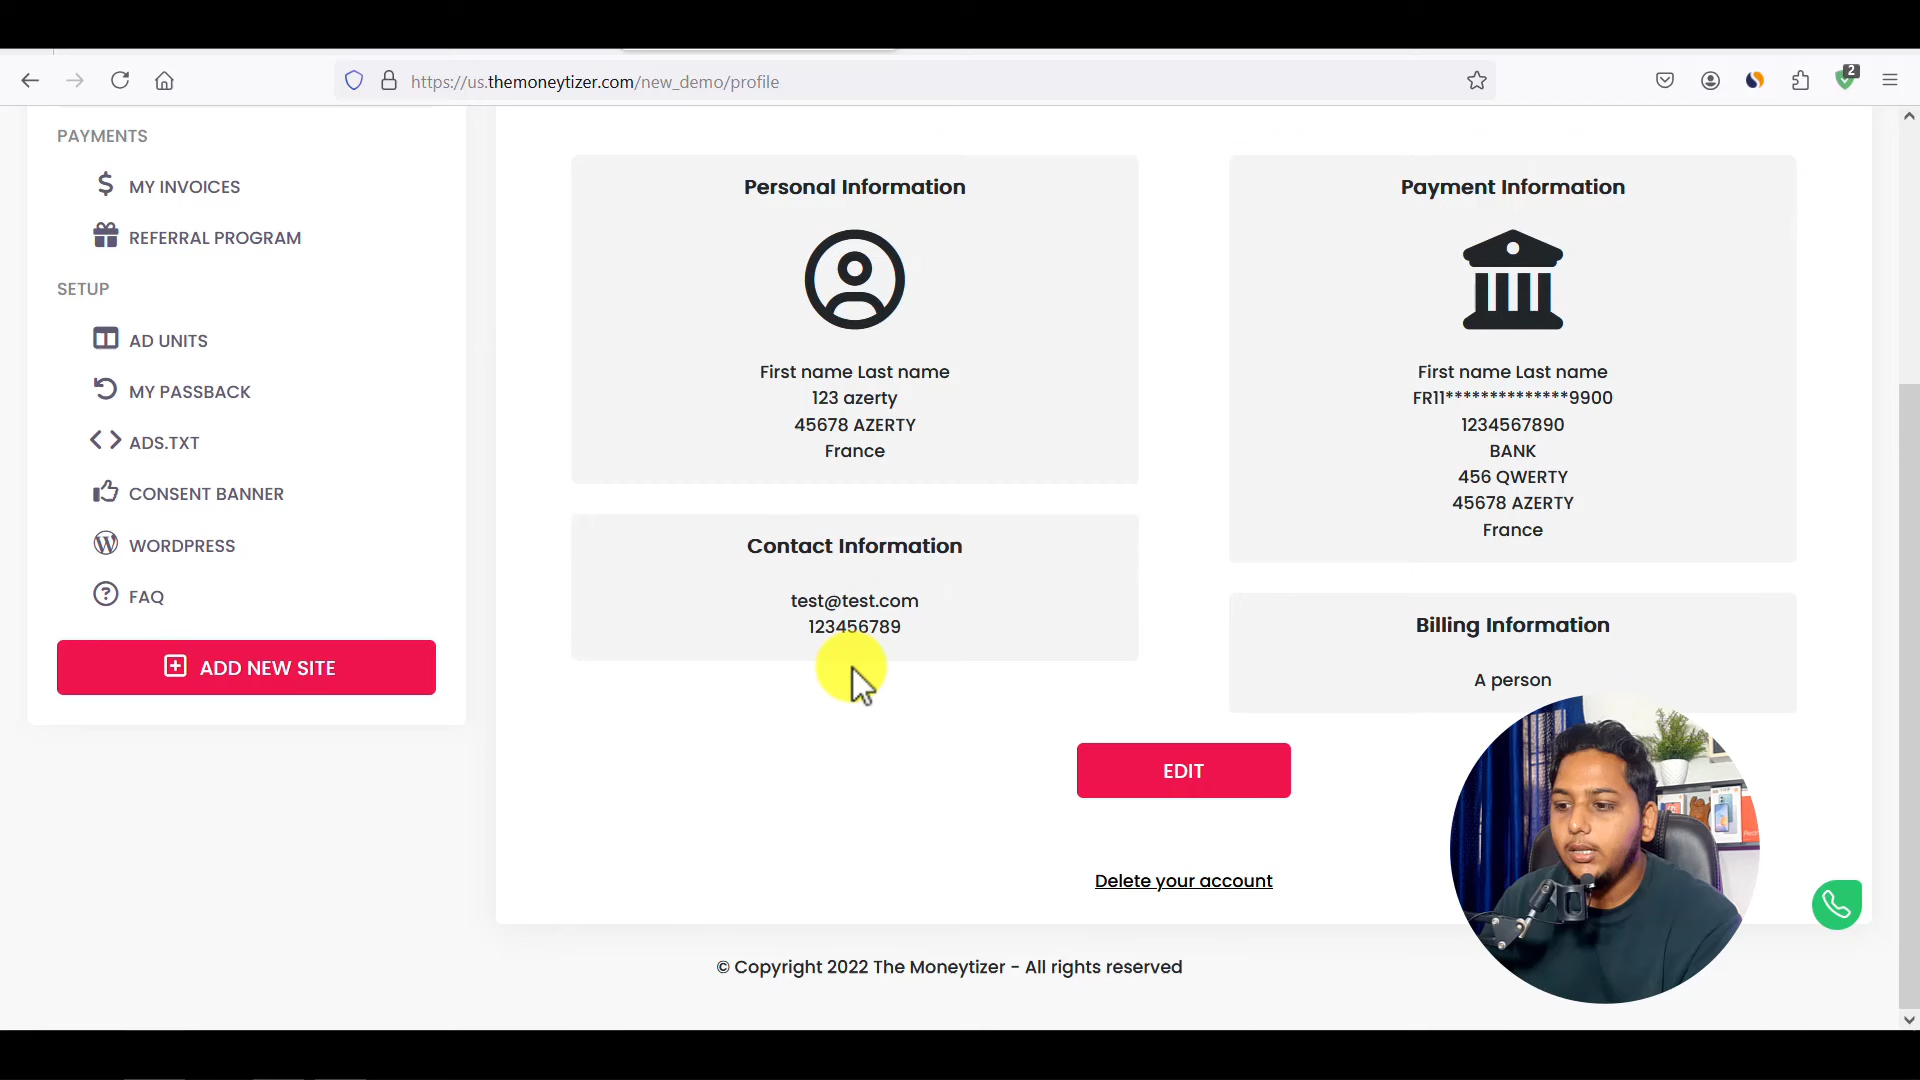 https://us.themoneytizer.com/new_demo/profile
2
PAYMENTS
MY INVOICES
REFERRAL PROGRAM
SETUP
AD UNITS
MY PASSBACK
ADS.TXT
CONSENT BANNER
WORDPRESS
FAQ
ADD NEW SITE
Personal Information
First name Last name
123 azerty
45678 AZERTY
France
Contact Information
test@test.com
123456789
Payment Information
First name Last name
FR11**************9900
1234567890
BANK
456 QWERTY
45678 AZERTY
France
Billing Information
A person
EDIT
Delete your account
© Copyright 2022 The Moneytizer - All rights reserved